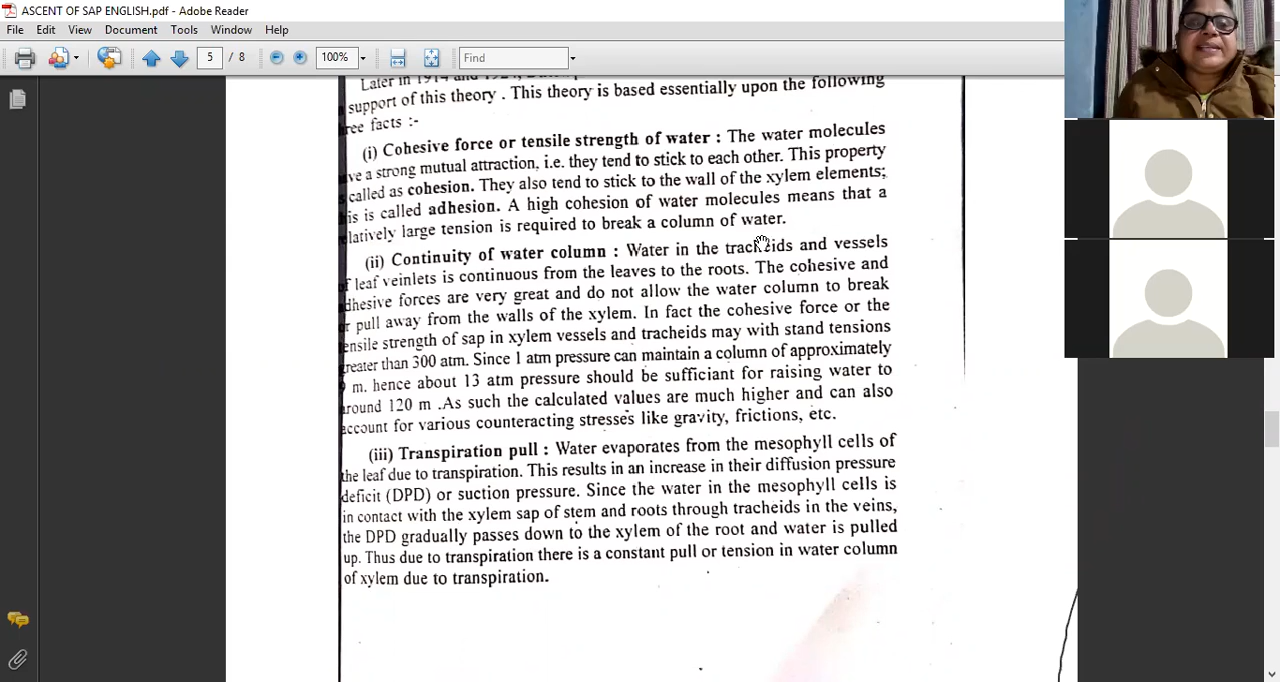 ASCENT OF SAP ENGLISH.pdf - Adobe Reader
File Edit View Document Tools Window Help
5 / 8 100% Find
Later in 1914 and
support of this theory . This theory is based essentially upon the following
ree facts :-
(i) Cohesive force or tensile strength of water : The water molecules
ve a strong mutual attraction, i.e. they tend to stick to each other. This property
called as cohesion. They also tend to stick to the wall of the xylem elements;
his is called adhesion. A high cohesion of water molecules means that a
latively large tension is required to break a column of water.
(ii) Continuity of water column : Water in the tracheids and vessels
f leaf veinlets is continuous from the leaves to the roots. The cohesive and
dhesive forces are very great and do not allow the water column to break
r pull away from the walls of the xylem. In fact the cohesive force or the
ensile strength of sap in xylem vessels and tracheids may with stand tensions
reater than 300 atm. Since 1 atm pressure can maintain a column of approximately
m. hence about 13 atm pressure should be sufficiant for raising water to
round 120 m .As such the calculated values are much higher and can also
account for various counteracting stresses like gravity, frictions, etc.
(iii) Transpiration pull : Water evaporates from the mesophyll cells of
the leaf due to transpiration. This results in an increase in their diffusion pressure
deficit (DPD) or suction pressure. Since the water in the mesophyll cells is
in contact with the xylem sap of stem and roots through tracheids in the veins,
the DPD gradually passes down to the xylem of the root and water is pulled
up. Thus due to transpiration there is a constant pull or tension in water column
of xylem due to transpiration.